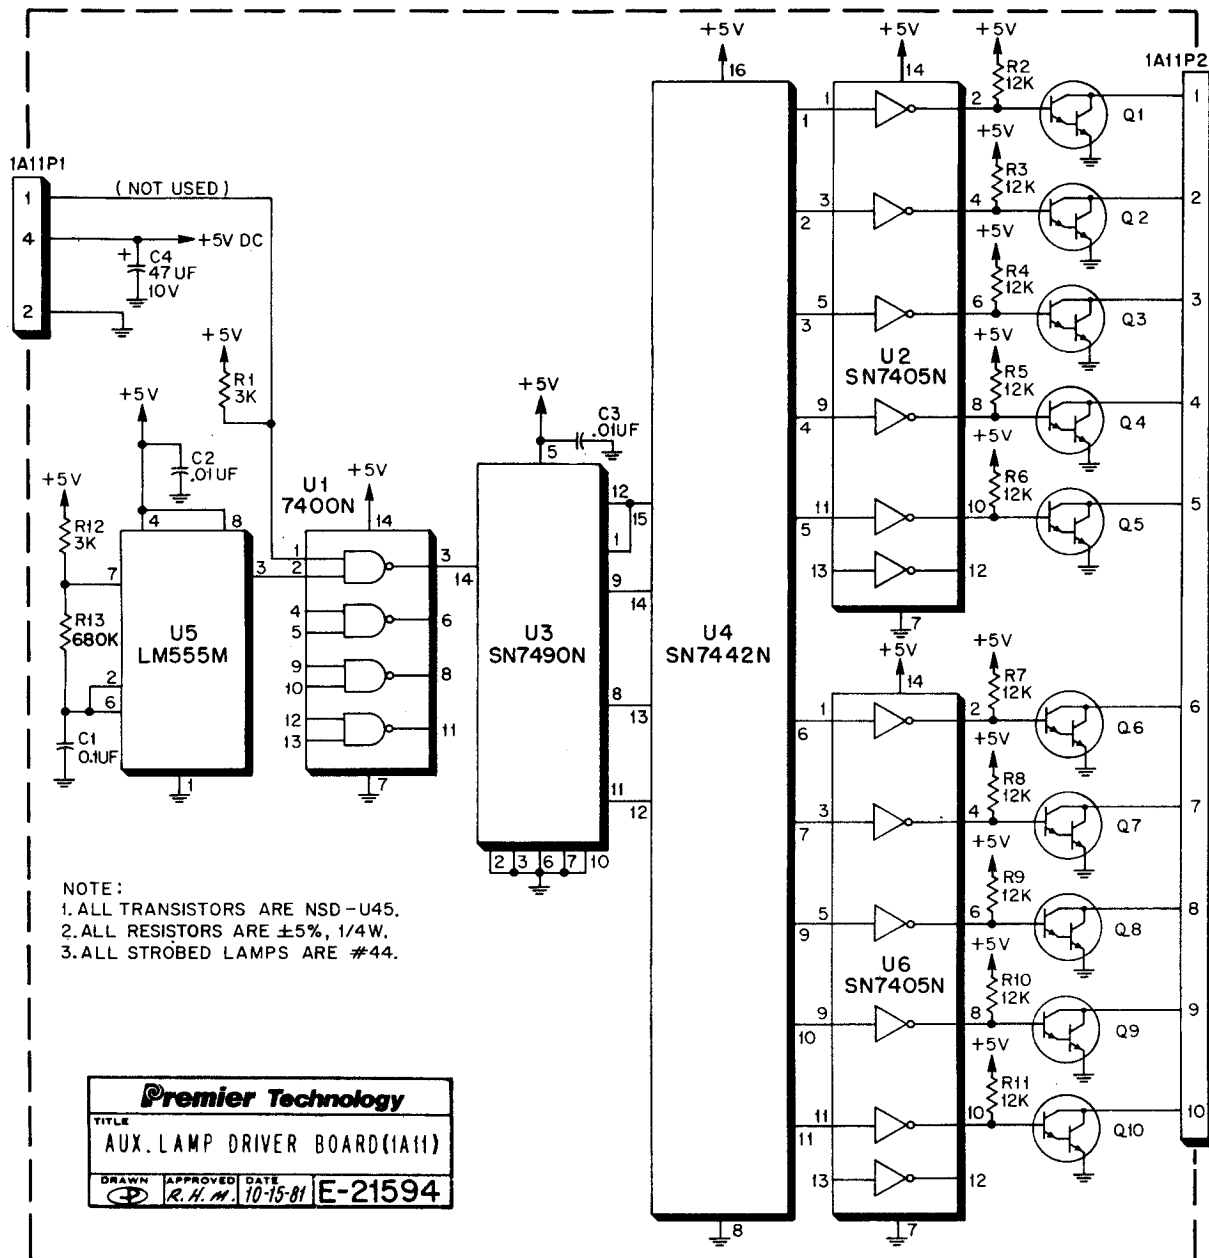 1A11P1
1
4
2
(NOT USED)
+5V DC
+
C4
47UF
10V
+5V
R1
3K
+5V
C2
.01UF
+5V
R12
3K
R13
680K
C1
0.1UF
4
8
7
2
6
3
1
U5
LM555M
U1
7400N
+5V
14
1
2
3
4
5
6
9
10
8
12
13
11
7
+5V
C3
.01UF
5
14
12
1
9
8
11
U3
SN7490N
2 3 6 7 10
15
14
13
12
+5V
16
U4
SN7442N
8
1
2
3
4
5
6
7
9
10
11
+5V
14
1
2
3
4
5
6
U2
SN7405N
9
8
11
10
13
12
7
+5V
14
1
2
3
4
5
6
U6
SN7405N
9
8
11
10
13
12
7
+5V
R2
12K
Q1
+5V
R3
12K
Q2
+5V
R4
12K
Q3
+5V
R5
12K
Q4
+5V
R6
12K
Q5
+5V
R7
12K
Q6
+5V
R8
12K
Q7
+5V
R9
12K
Q8
+5V
R10
12K
Q9
+5V
R11
12K
Q10
1A11P2
1
2
3
4
5
6
7
8
9
10
NOTE:
1. ALL TRANSISTORS ARE NSD-U45.
2. ALL RESISTORS ARE ±5%, 1/4W.
3. ALL STROBED LAMPS ARE #44.
Premier Technology
TITLE
AUX. LAMP DRIVER BOARD(1A11)
DRAWN
APPROVED
R.H.M.
DATE
10-15-81
E-21594